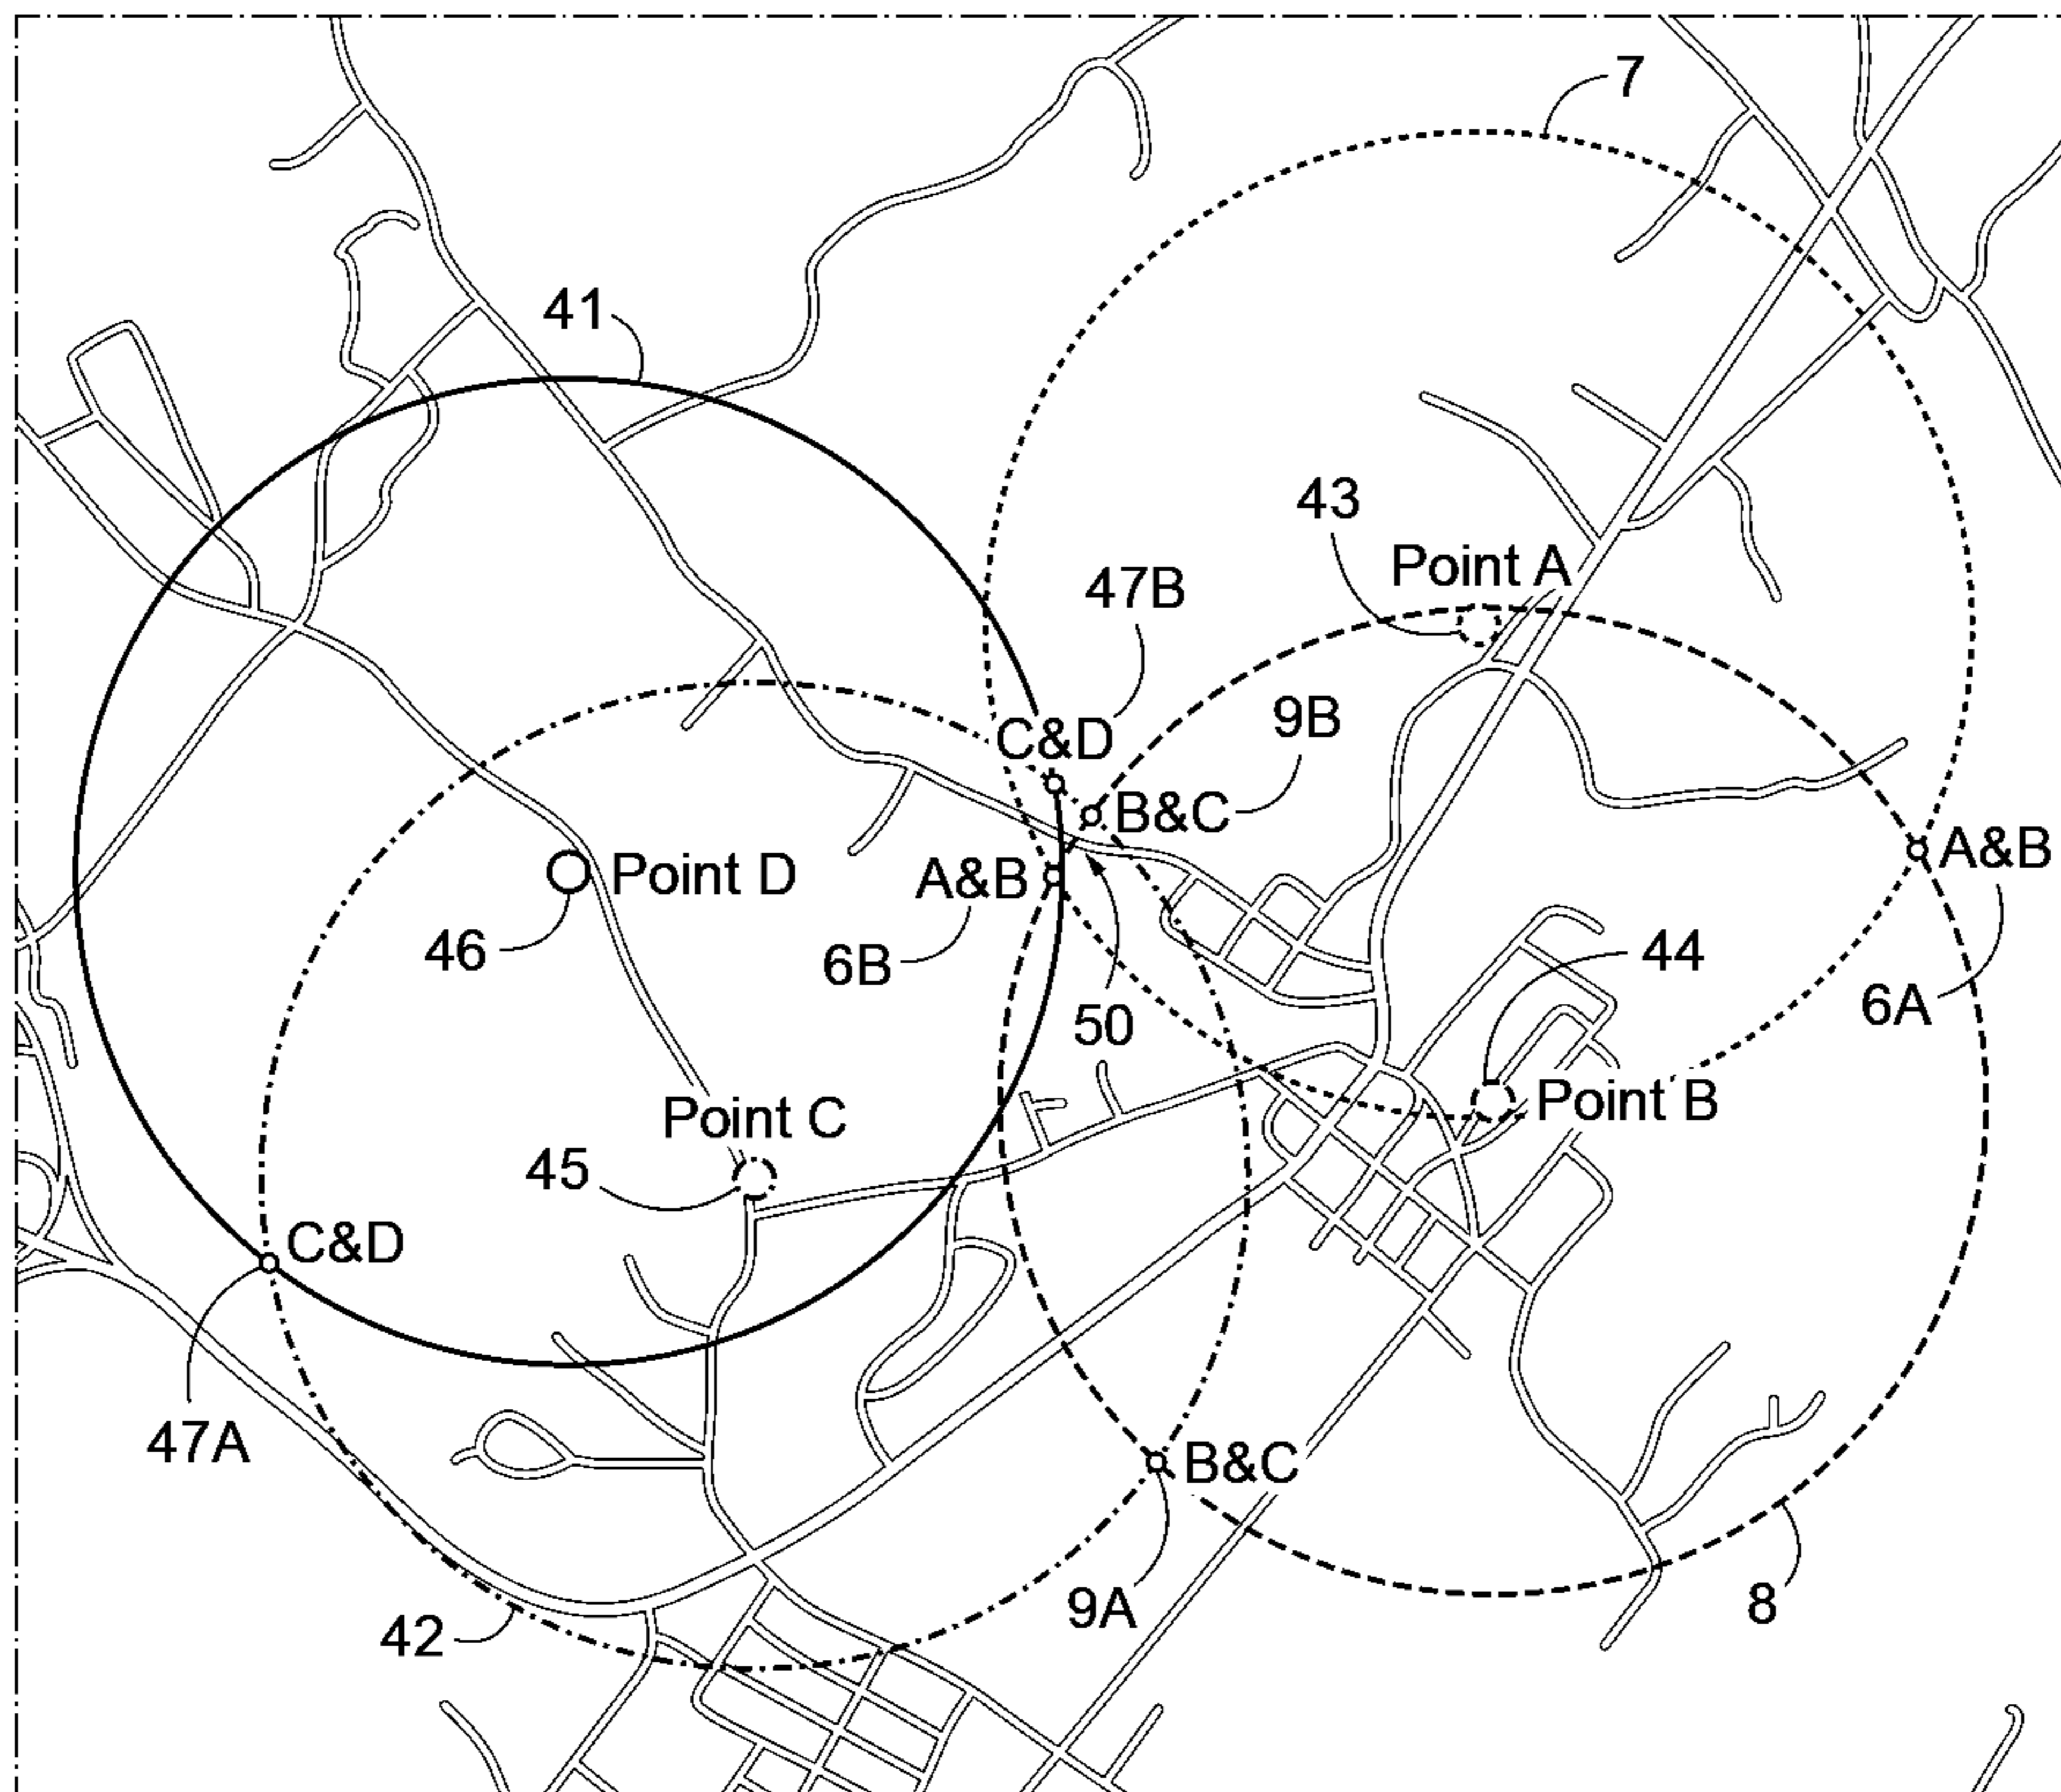 7
41
43
Point A
47B
9B
C&D
B&C
A&B
A&B
Point D
46
6B
44
6A
50
Point B
Point C
45
C&D
47A
B&C
9A
8
42